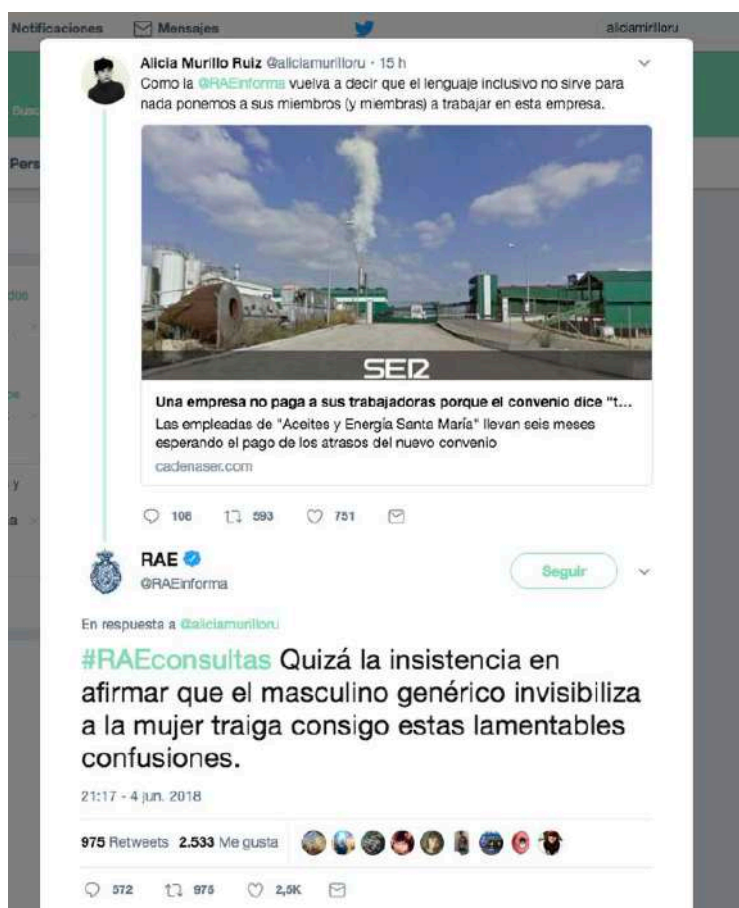 Notificaciones
Mensajes
aliciamirlloru
Busc
Pers
Alicia Murillo Ruiz @aliciamurilloru · 15 h
Como la @RAEinforma vuelva a decir que el lenguaje inclusivo no sirve para
nada ponemos a sus miembros (y miembras) a trabajar en esta empresa.
SER
Una empresa no paga a sus trabajadoras porque el convenio dice "t...
Las empleadas de "Aceites y Energía Santa María" llevan seis meses
esperando el pago de los atrasos del nuevo convenio
cadenaser.com
106 593 751
RAE
@RAEinforma
Seguir
En respuesta a @aliciamurilloru
#RAEconsultas Quizá la insistencia en
afirmar que el masculino genérico invisibiliza
a la mujer traiga consigo estas lamentables
confusiones.
21:17 - 4 jun. 2018
975 Retweets 2.533 Me gusta
572 975 2,5K